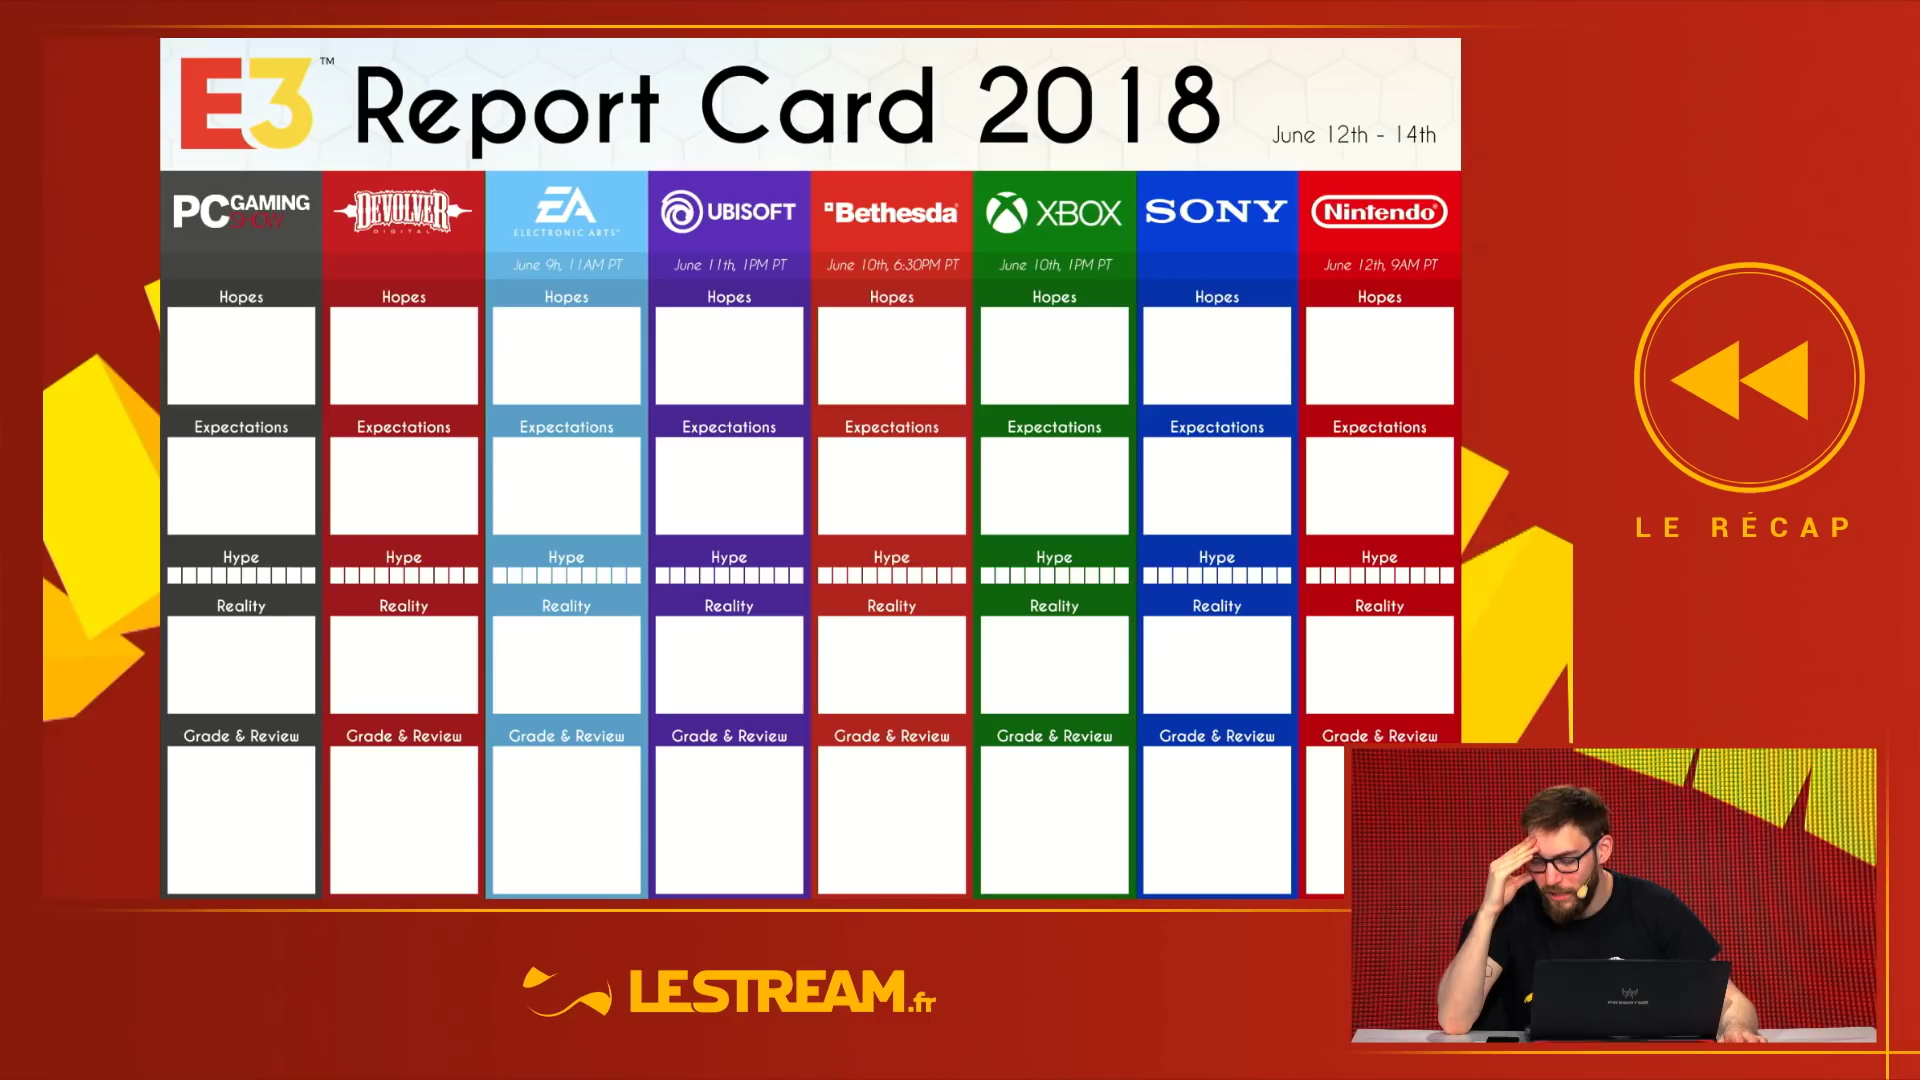 E3™ Report Card 2018 June 12th - 14th
PC GAMING SHOW
DEVOLVER DIGITAL
EA ELECTRONIC ARTS™
UBISOFT
Bethesda
XBOX
SONY
Nintendo
June 9h, 11AM PT
June 11th, 1PM PT
June 10th, 6:30PM PT
June 10th, 1PM PT
June 12th, 9AM PT
Hopes Hopes Hopes Hopes Hopes Hopes Hopes Hopes
Expectations Expectations Expectations Expectations Expectations Expectations Expectations Expectations
Hype Hype Hype Hype Hype Hype Hype Hype
Reality Reality Reality Reality Reality Reality Reality Reality
Grade & Review Grade & Review Grade & Review Grade & Review Grade & Review Grade & Review Grade & Review Grade & Review
LE RÉCAP
LESTREAM.fr
PREDATOR